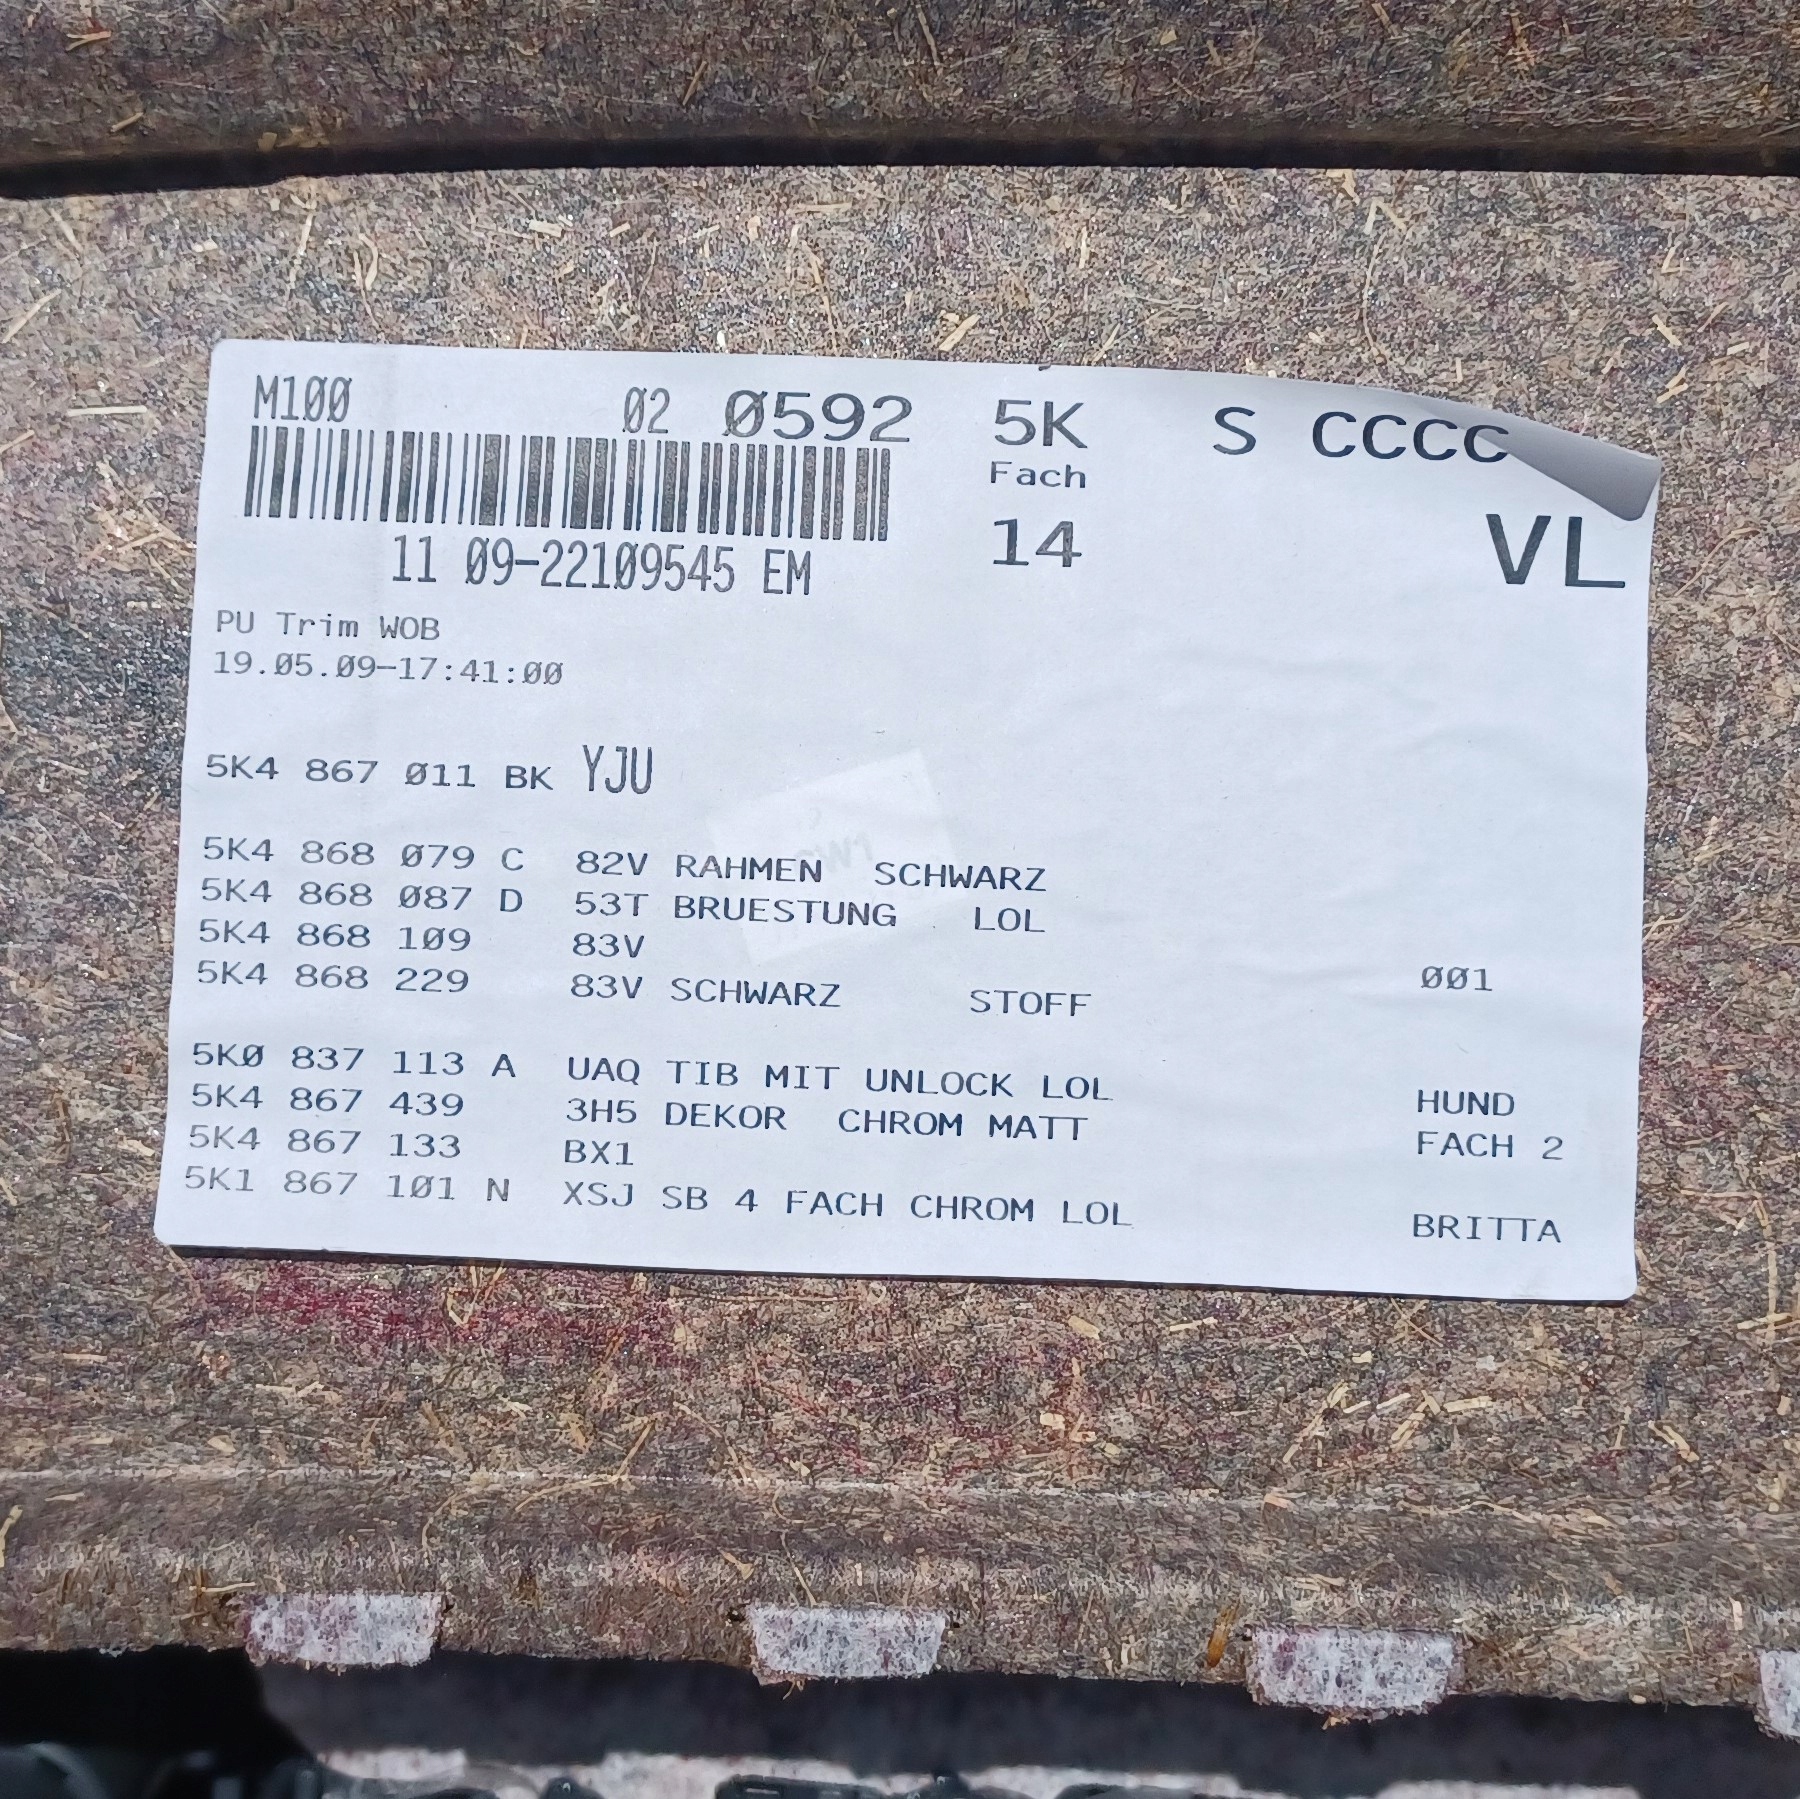 M100 02 0592 5K S CCCC
Fach
14 VL
11 09-22109545 EM
PU Trim WOB
19.05.09-17:41:00
5K4 867 011 BK YJU
5K4 868 079 C 82V RAHMEN SCHWARZ
5K4 868 087 D 53T BRUESTUNG LOL
5K4 868 109 83V
5K4 868 229 83V SCHWARZ STOFF 001
5K0 837 113 A UAQ TIB MIT UNLOCK LOL HUND
5K4 867 439 3H5 DEKOR CHROM MATT FACH 2
5K4 867 133 BX1
5K1 867 101 N XSJ SB 4 FACH CHROM LOL BRITTA